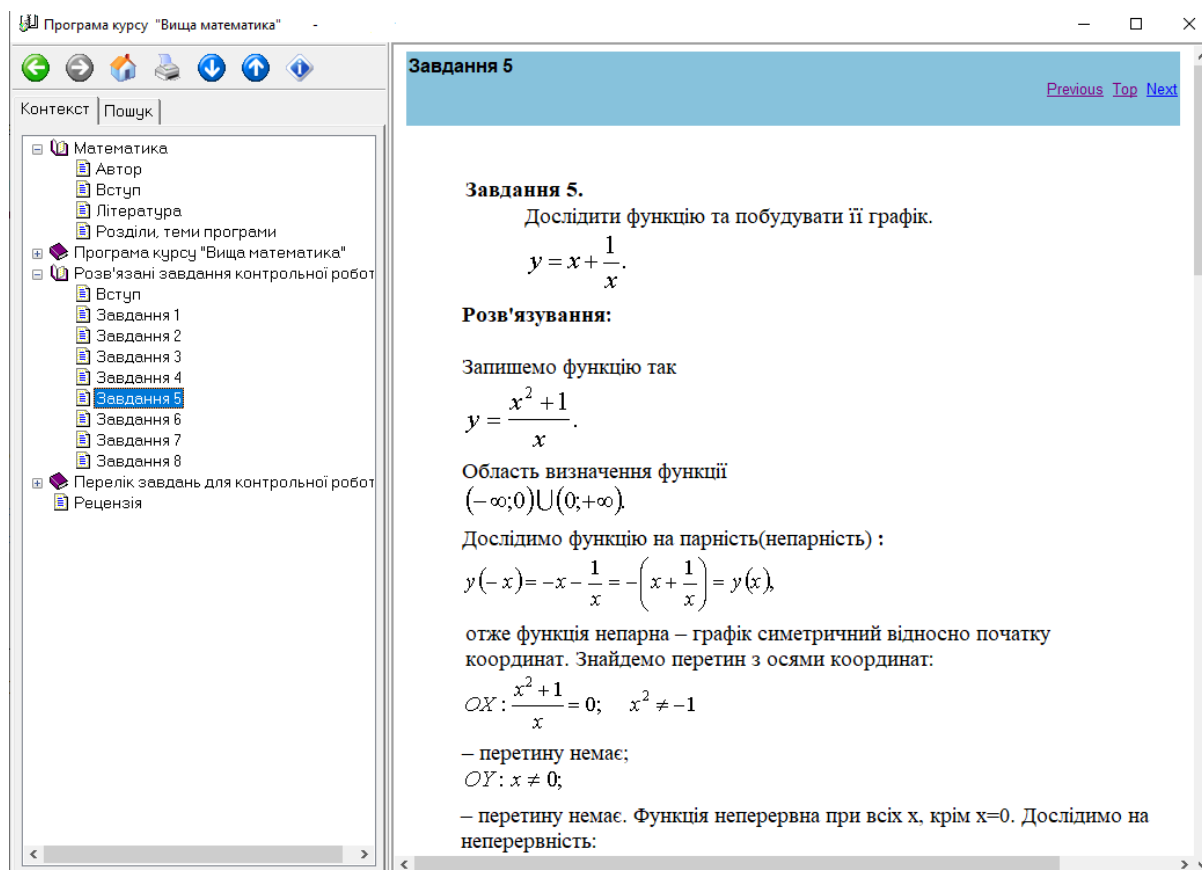 Програма курсу "Вища математика" -
Контекст Пошук
Математика
Автор
Вступ
Література
Розділи, теми програми
Програма курсу "Вища математика"
Розв'язані завдання контрольної робот
Вступ
Завдання 1
Завдання 2
Завдання 3
Завдання 4
Завдання 5
Завдання 6
Завдання 7
Завдання 8
Перелік завдань для контрольної робот
Рецензія
Завдання 5
Previous Top Next
Завдання 5.
Дослідити функцію та побудувати її графік.
y = x + 1/x.
Розв'язування:
Запишемо функцію так
y = (x² + 1)/x.
Область визначення функції
(−∞;0)∪(0;+∞).
Дослідимо функцію на парність(непарність) :
y(−x) = −x − 1/x = −(x + 1/x) = y(x),
отже функція непарна – графік симетричний відносно початку
координат. Знайдемо перетин з осями координат:
OX: (x² + 1)/x = 0; x² ≠ −1
– перетину немає;
OY: x ≠ 0;
– перетину немає. Функція неперервна при всіх x, крім x=0. Дослідимо на
неперервність: